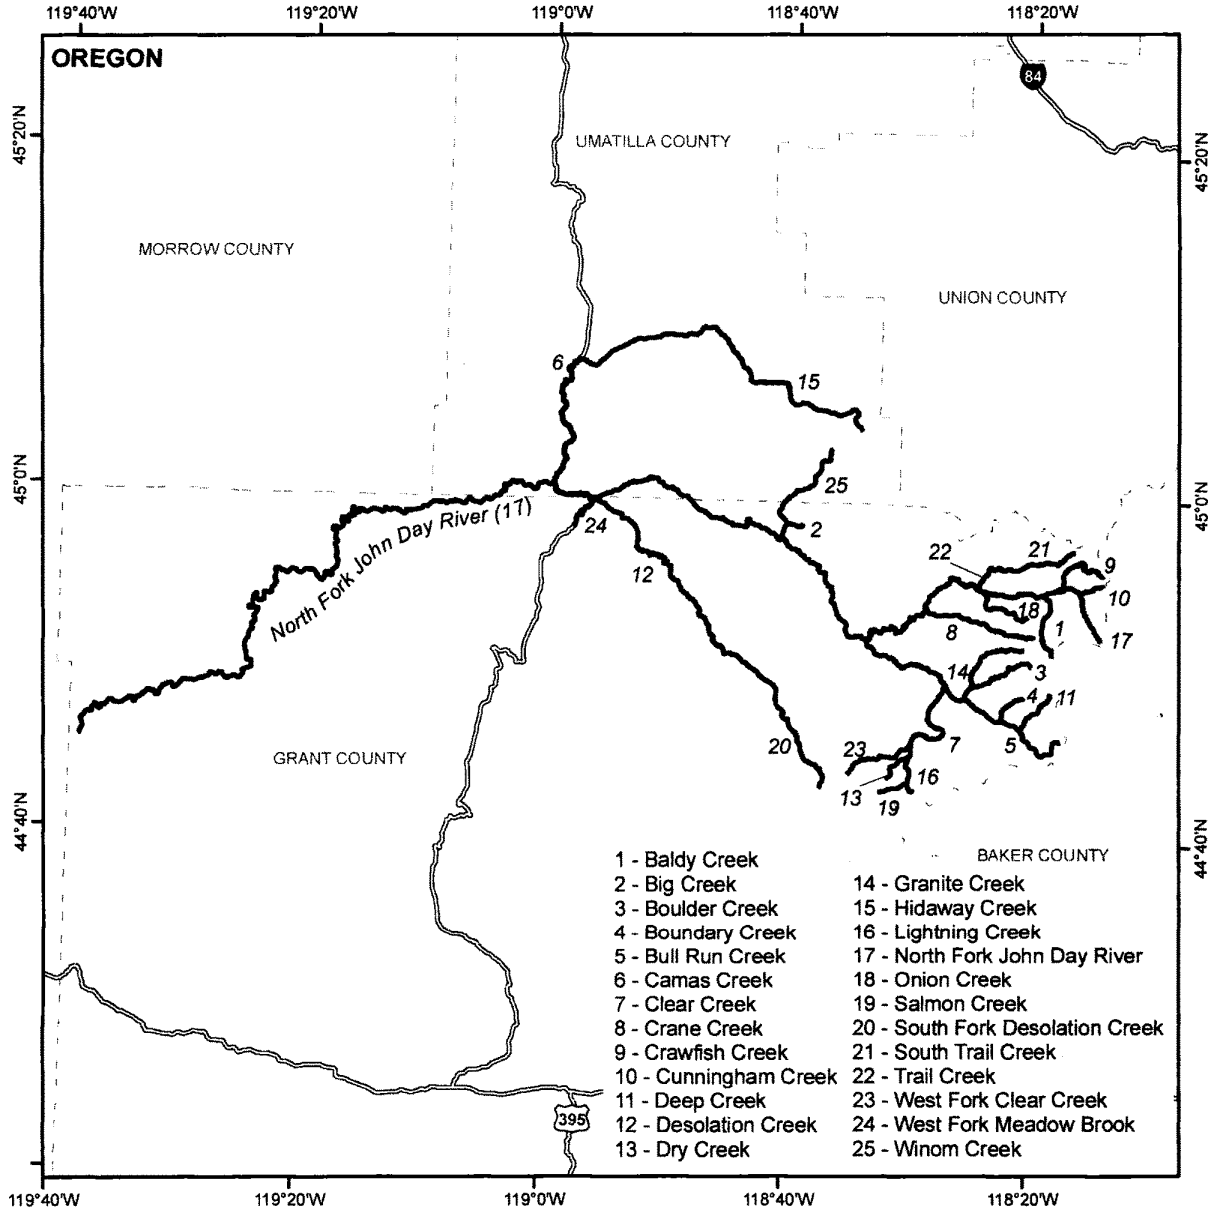 119°40'W 119°20'W 119°0'W 118°40'W 118°20'W
OREGON
84
45°20'N
45°20'N
UMATILLA COUNTY
MORROW COUNTY
UNION COUNTY
6
15
45°0'N
45°0'N
25
North Fork John Day River (17)
24
2
12
22
21
9
10
18
1
17
8
14
3
4
11
5
7
20
23
16
13
19
GRANT COUNTY
44°40'N
44°40'N
BAKER COUNTY
1 - Baldy Creek
2 - Big Creek
3 - Boulder Creek
4 - Boundary Creek
5 - Bull Run Creek
6 - Camas Creek
7 - Clear Creek
8 - Crane Creek
9 - Crawfish Creek
10 - Cunningham Creek
11 - Deep Creek
12 - Desolation Creek
13 - Dry Creek
14 - Granite Creek
15 - Hidaway Creek
16 - Lightning Creek
17 - North Fork John Day River
18 - Onion Creek
19 - Salmon Creek
20 - South Fork Desolation Creek
21 - South Trail Creek
22 - Trail Creek
23 - West Fork Clear Creek
24 - West Fork Meadow Brook
25 - Winom Creek
395
119°40'W 119°20'W 119°0'W 118°40'W 118°20'W